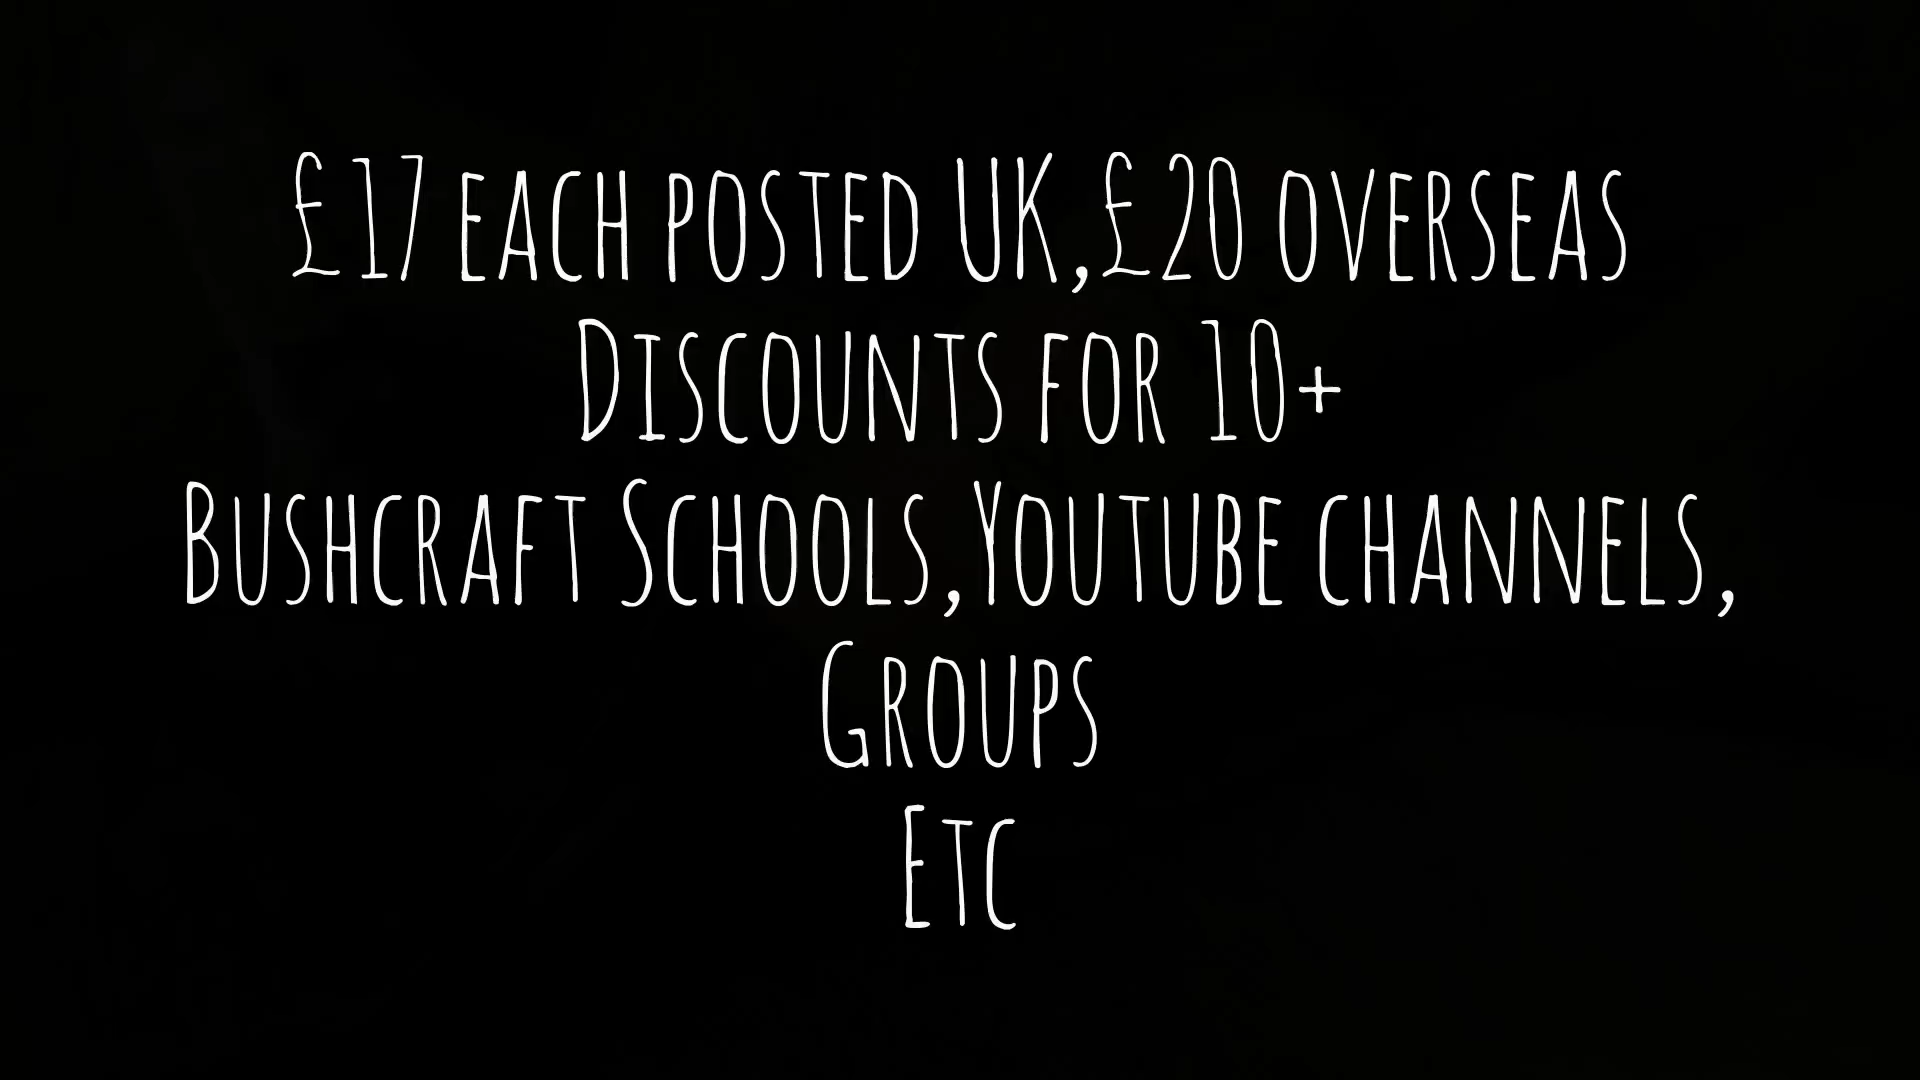 £17 each posted UK,£20 overseas
Discounts for 10+
Bushcraft Schools,Youtube channels,
Groups
Etc